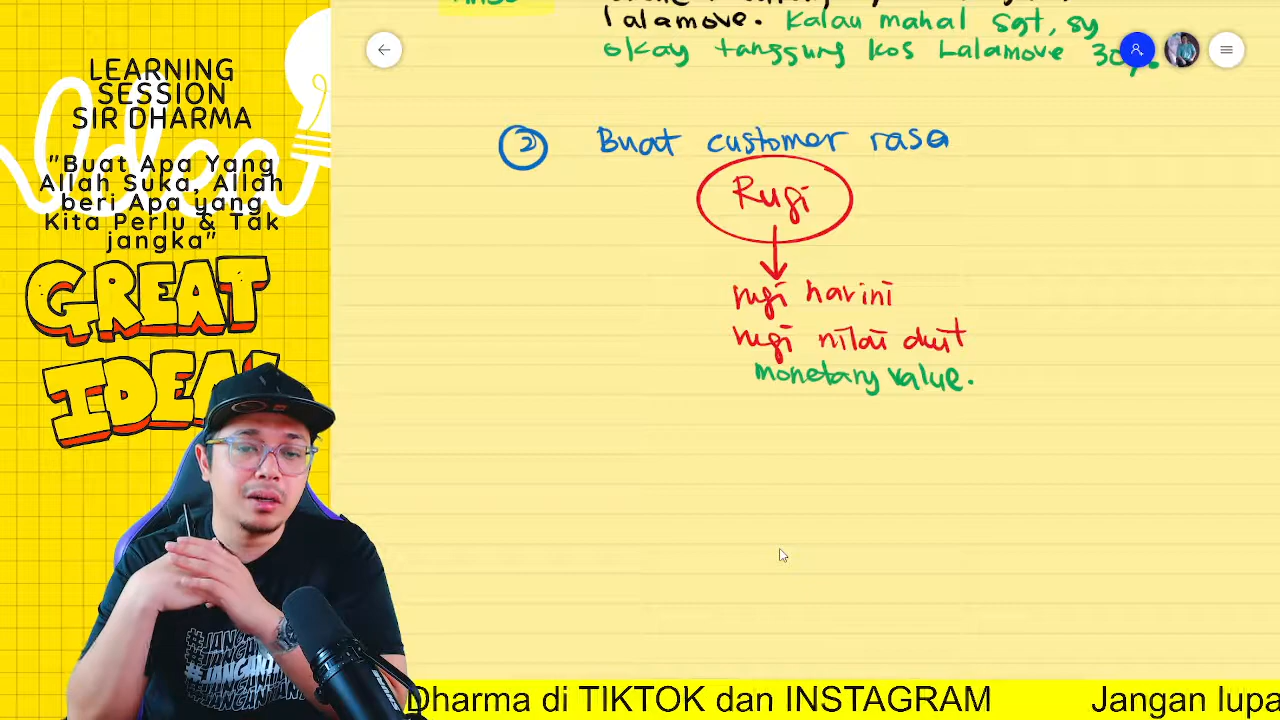 LEARNING
SESSION
SIR DHARMA
"Buat Apa Yang
Allah Suka, Allah
beri Apa yang
Kita Perlu & Tak
jangka"
GREAT
IDEA
lalamove. Kalau mahal sgt, sy
okay tanggung kos Lalamove 30%.
2 Buat customer rasa
Rugi
rugi harini
rugi nilai duit
monetary value.
Dharma di TIKTOK dan INSTAGRAM Jangan lupa